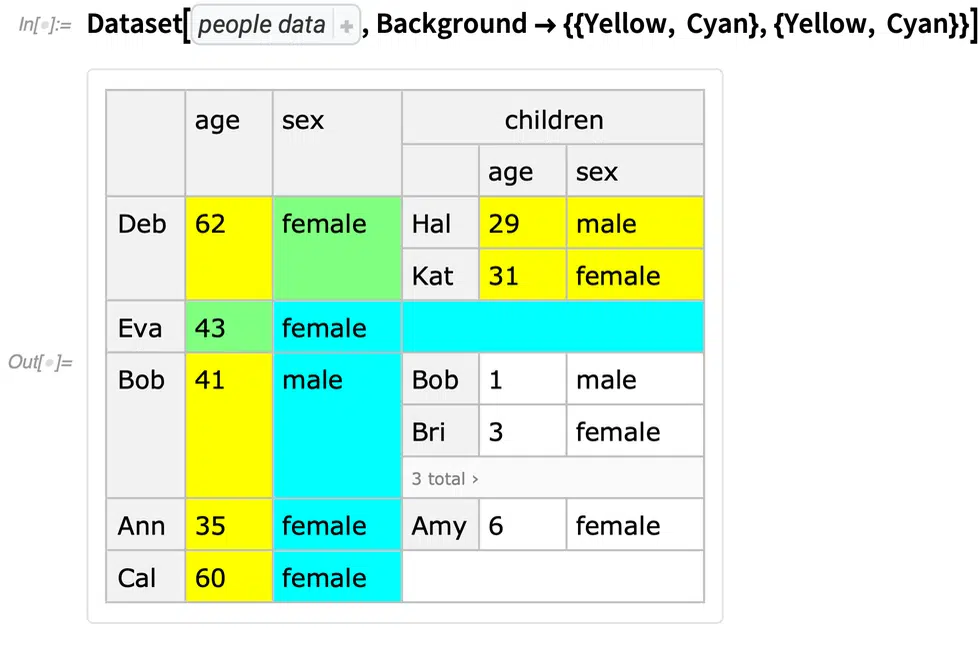 In[ ]:= Dataset[ people data + , Background → {{Yellow, Cyan}, {Yellow, Cyan}}]
age sex children
age sex
Deb 62 female Hal 29 male
Kat 31 female
Eva 43 female
Out[ ]=
Bob 41 male Bob 1 male
Bri 3 female
3 total ›
Ann 35 female Amy 6 female
Cal 60 female